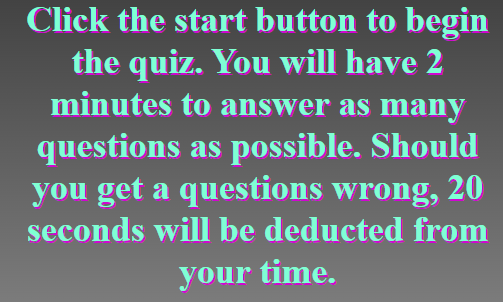 Click the start button to begin
the quiz. You will have 2
minutes to answer as many
questions as possible. Should
you get a questions wrong, 20
seconds will be deducted from
your time.